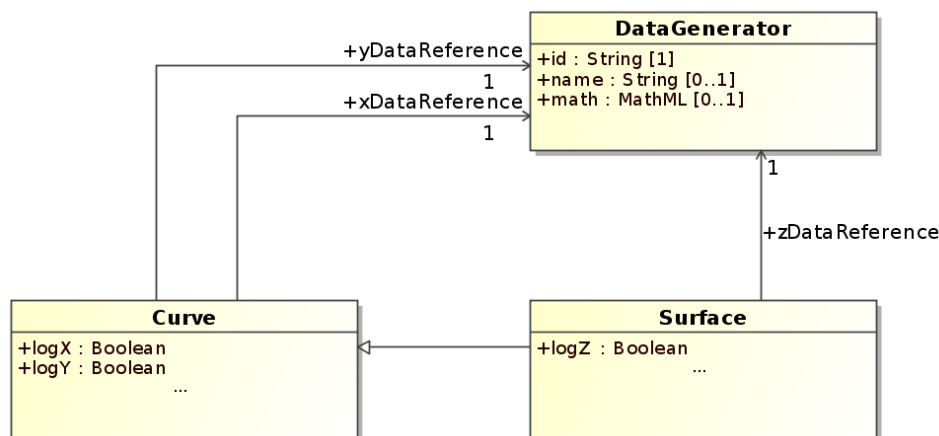 DataGenerator
+id : String [1]
+name : String [0..1]
+math : MathML [0..1]
+yDataReference
1
+xDataReference
1
1
+zDataReference
Curve
+logX : Boolean
+logY : Boolean
...
Surface
+logZ : Boolean
...